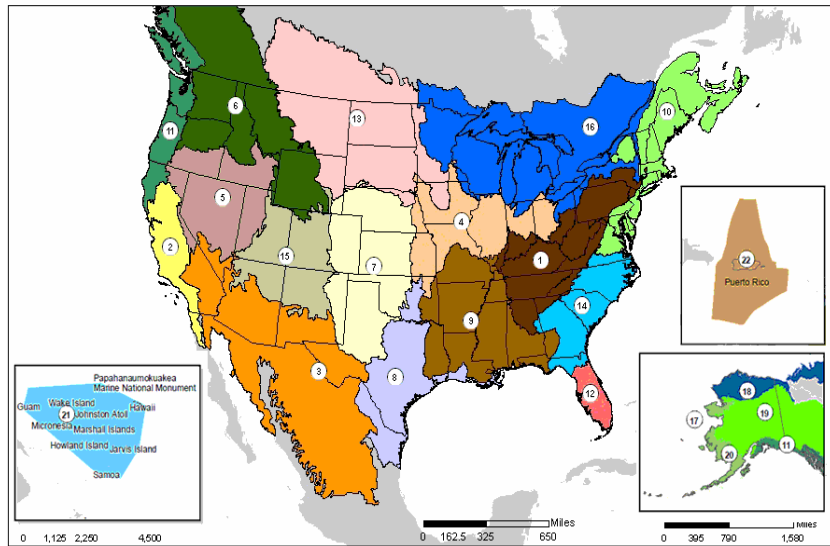 10
16
13
6
11
5
4
2
15
7
1
14
9
3
8
12
22
Puerto Rico
Papahanaumokuakea
Marine National Monument
Wake Island
Guam
Hawaii
21
Johnston Atoll
Micronesia
Marshall Islands
Howland Island
Jarvis Island
Samoa
18
17
19
11
20
Miles
0 1,125 2,250 4,500
0 162.5 325 650
Miles
0 395 790 1,580